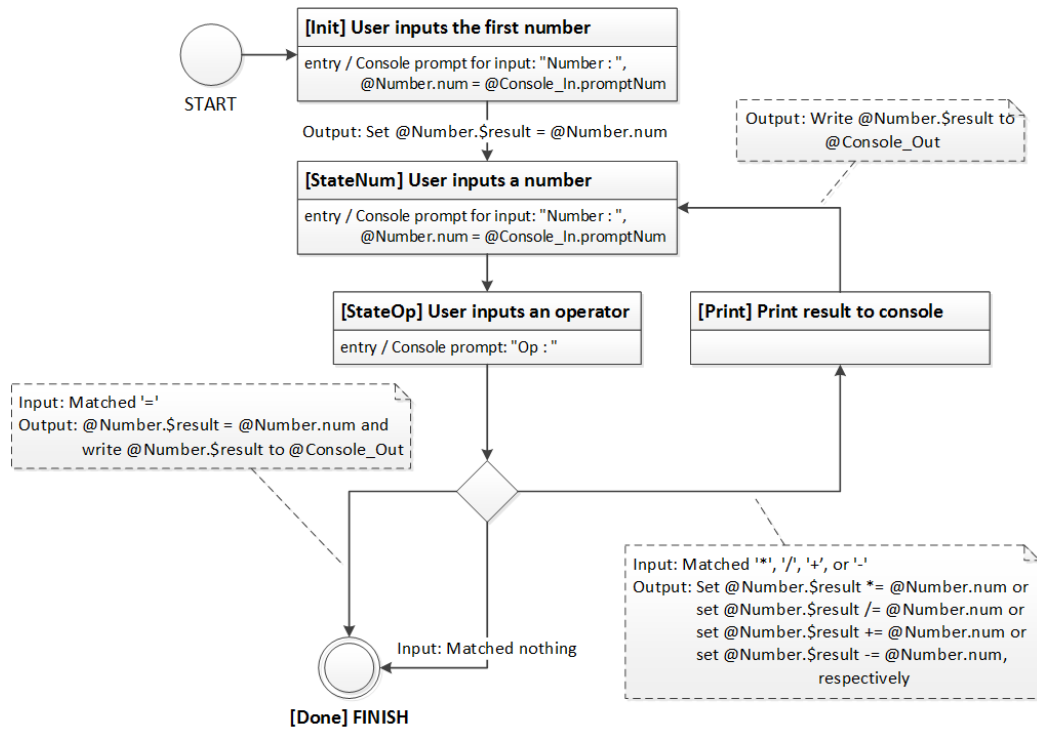 [Init] User inputs the first number
entry / Console prompt for input: "Number : ",
@Number.num = @Console_In.promptNum
START
Output: Set @Number.$result = @Number.num
Output: Write @Number.$result to
@Console_Out
[StateNum] User inputs a number
entry / Console prompt for input: "Number : ",
@Number.num = @Console_In.promptNum
[StateOp] User inputs an operator
entry / Console prompt: "Op : "
[Print] Print result to console
Input: Matched '='
Output: @Number.$result = @Number.num and
write @Number.$result to @Console_Out
Input: Matched '*', '/', '+', or '-'
Output: Set @Number.$result *= @Number.num or
set @Number.$result /= @Number.num or
set @Number.$result += @Number.num or
set @Number.$result -= @Number.num,
respectively
Input: Matched nothing
[Done] FINISH